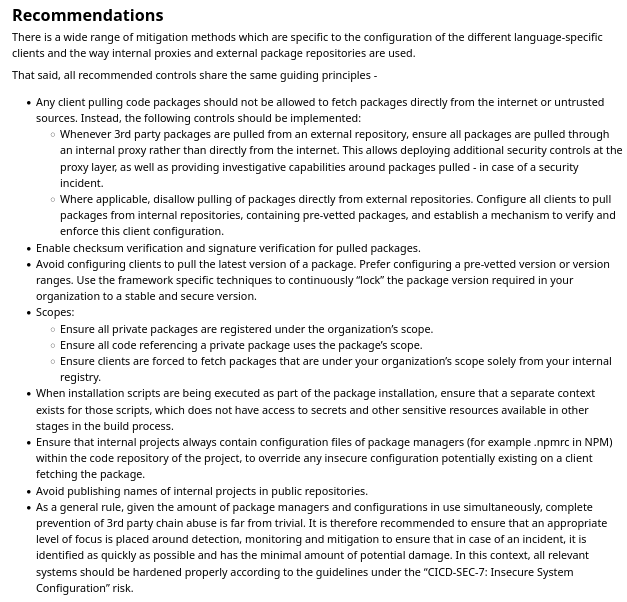 Recommendations
There is a wide range of mitigation methods which are specific to the configuration of the different language-specific
clients and the way internal proxies and external package repositories are used.
That said, all recommended controls share the same guiding principles -
• Any client pulling code packages should not be allowed to fetch packages directly from the internet or untrusted
sources. Instead, the following controls should be implemented:
○ Whenever 3rd party packages are pulled from an external repository, ensure all packages are pulled through
an internal proxy rather than directly from the internet. This allows deploying additional security controls at the
proxy layer, as well as providing investigative capabilities around packages pulled - in case of a security
incident.
○ Where applicable, disallow pulling of packages directly from external repositories. Configure all clients to pull
packages from internal repositories, containing pre-vetted packages, and establish a mechanism to verify and
enforce this client configuration.
• Enable checksum verification and signature verification for pulled packages.
• Avoid configuring clients to pull the latest version of a package. Prefer configuring a pre-vetted version or version
ranges. Use the framework specific techniques to continuously “lock” the package version required in your
organization to a stable and secure version.
• Scopes:
○ Ensure all private packages are registered under the organization’s scope.
○ Ensure all code referencing a private package uses the package’s scope.
○ Ensure clients are forced to fetch packages that are under your organization’s scope solely from your internal
registry.
• When installation scripts are being executed as part of the package installation, ensure that a separate context
exists for those scripts, which does not have access to secrets and other sensitive resources available in other
stages in the build process.
• Ensure that internal projects always contain configuration files of package managers (for example .npmrc in NPM)
within the code repository of the project, to override any insecure configuration potentially existing on a client
fetching the package.
• Avoid publishing names of internal projects in public repositories.
• As a general rule, given the amount of package managers and configurations in use simultaneously, complete
prevention of 3rd party chain abuse is far from trivial. It is therefore recommended to ensure that an appropriate
level of focus is placed around detection, monitoring and mitigation to ensure that in case of an incident, it is
identified as quickly as possible and has the minimal amount of potential damage. In this context, all relevant
systems should be hardened properly according to the guidelines under the “CICD-SEC-7: Insecure System
Configuration” risk.